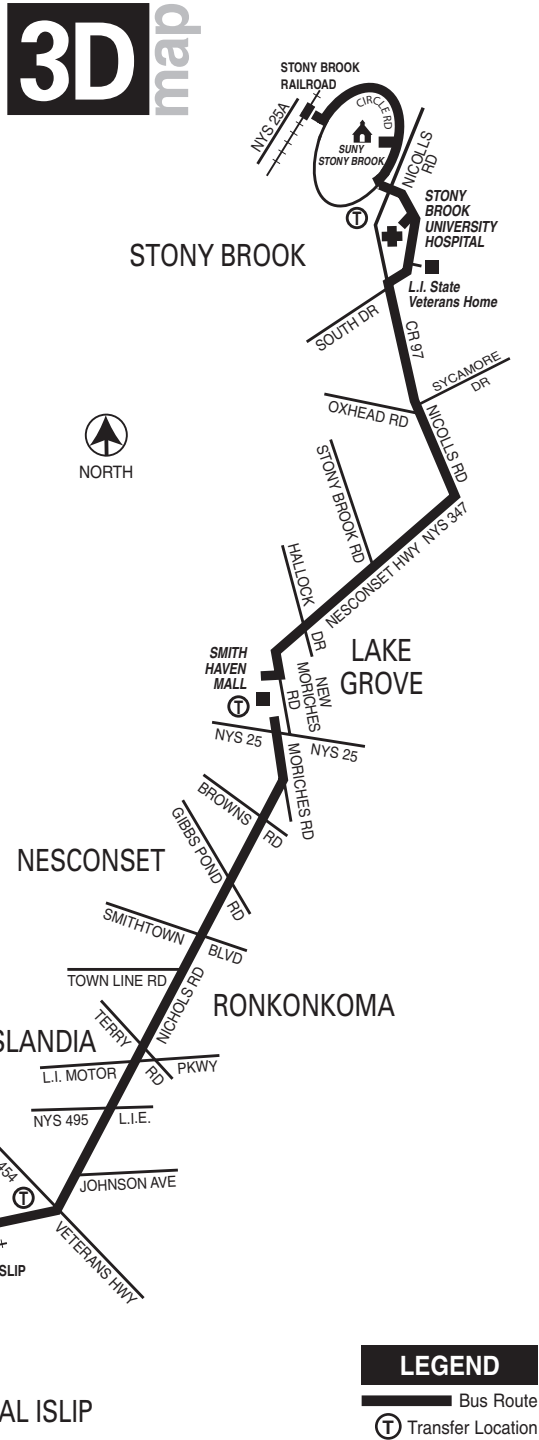 3D
map
STONY BROOK
RAILROAD
NYS 25A
CIRCLE RD
SUNY
STONY BROOK
NICOLLS
RD
T
STONY
BROOK
UNIVERSITY
HOSPITAL
STONY BROOK
L.I. State
Veterans Home
SOUTH DR
CR 97
SYCAMORE
DR
OXHEAD RD
NICOLLS RD
NORTH
STONY BROOK RD
NESCONSET HWY NYS 347
HALLOCK
DR
LAKE
GROVE
SMITH
HAVEN
MALL
T
NEW
MORICHES
RD
NYS 25
NYS 25
MORICHES RD
BROWNS
RD
GIBBS POND
RD
NESCONSET
SMITHTOWN
BLVD
TOWN LINE RD
NICHOLS RD
RONKONKOMA
TERRY
RD
SLANDIA
L.I. MOTOR
PKWY
NYS 495
L.I.E.
JOHNSON AVE
454
T
VETERANS HWY
SLIP
LEGEND
Bus Route
T Transfer Location
AL ISLIP